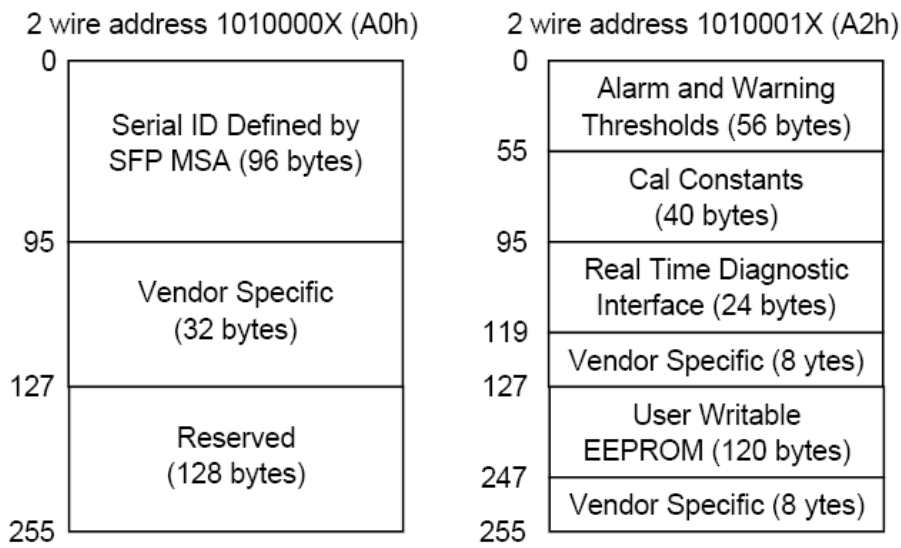 2 wire address 1010000X (A0h)
0
Serial ID Defined by
SFP MSA (96 bytes)
95
Vendor Specific
(32 bytes)
127
Reserved
(128 bytes)
255
2 wire address 1010001X (A2h)
0
Alarm and Warning
Thresholds (56 bytes)
55
Cal Constants
(40 bytes)
95
Real Time Diagnostic
Interface (24 bytes)
119
Vendor Specific (8 ytes)
127
User Writable
EEPROM (120 bytes)
247
Vendor Specific (8 ytes)
255